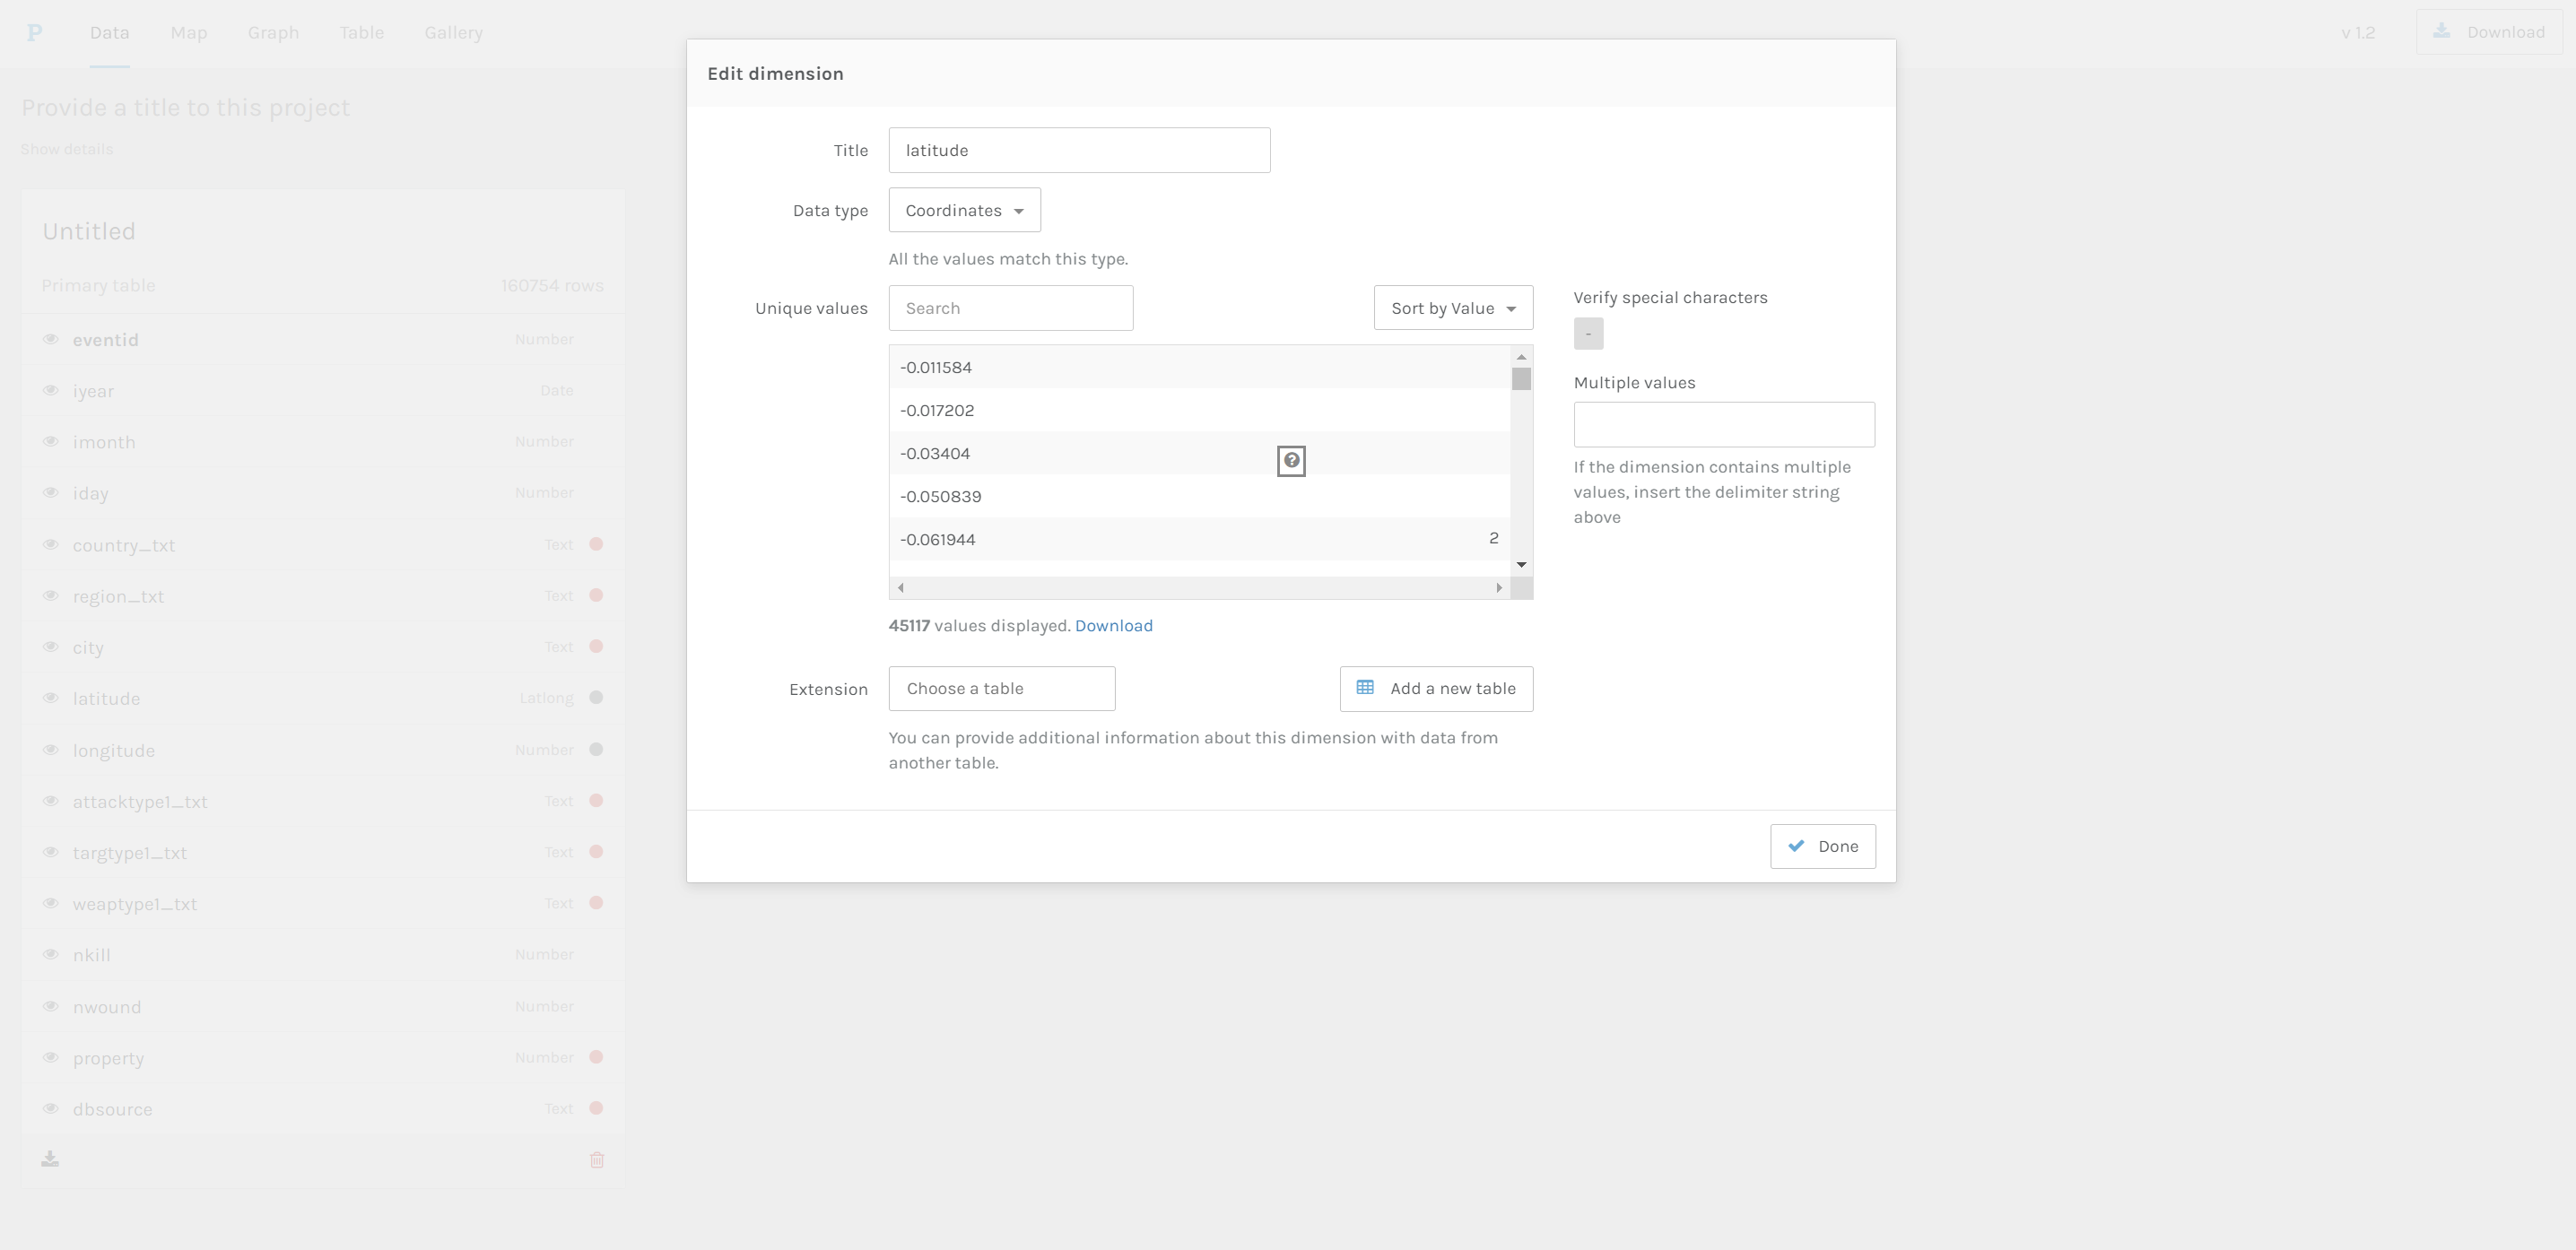 P Data Map Graph Table Gallery v 1.2 Download
Provide a title to this project
Show details
Untitled
Primary table 160754 rows
eventid Number
iyear Date
imonth Number
iday Number
country_txt Text
region_txt Text
city Text
latitude Latlong
longitude Number
attacktype1_txt Text
targtype1_txt Text
weaptype1_txt Text
nkill Number
nwound Number
property Number
dbsource Text
Edit dimension
Title latitude
Data type Coordinates
All the values match this type.
Unique values Search Sort by Value
-0.011584
-0.017202
-0.03404
?
-0.050839
-0.061944 2
45117 values displayed. Download
Verify special characters
-
Multiple values
If the dimension contains multiple
values, insert the delimiter string
above
Extension Choose a table Add a new table
You can provide additional information about this dimension with data from
another table.
Done